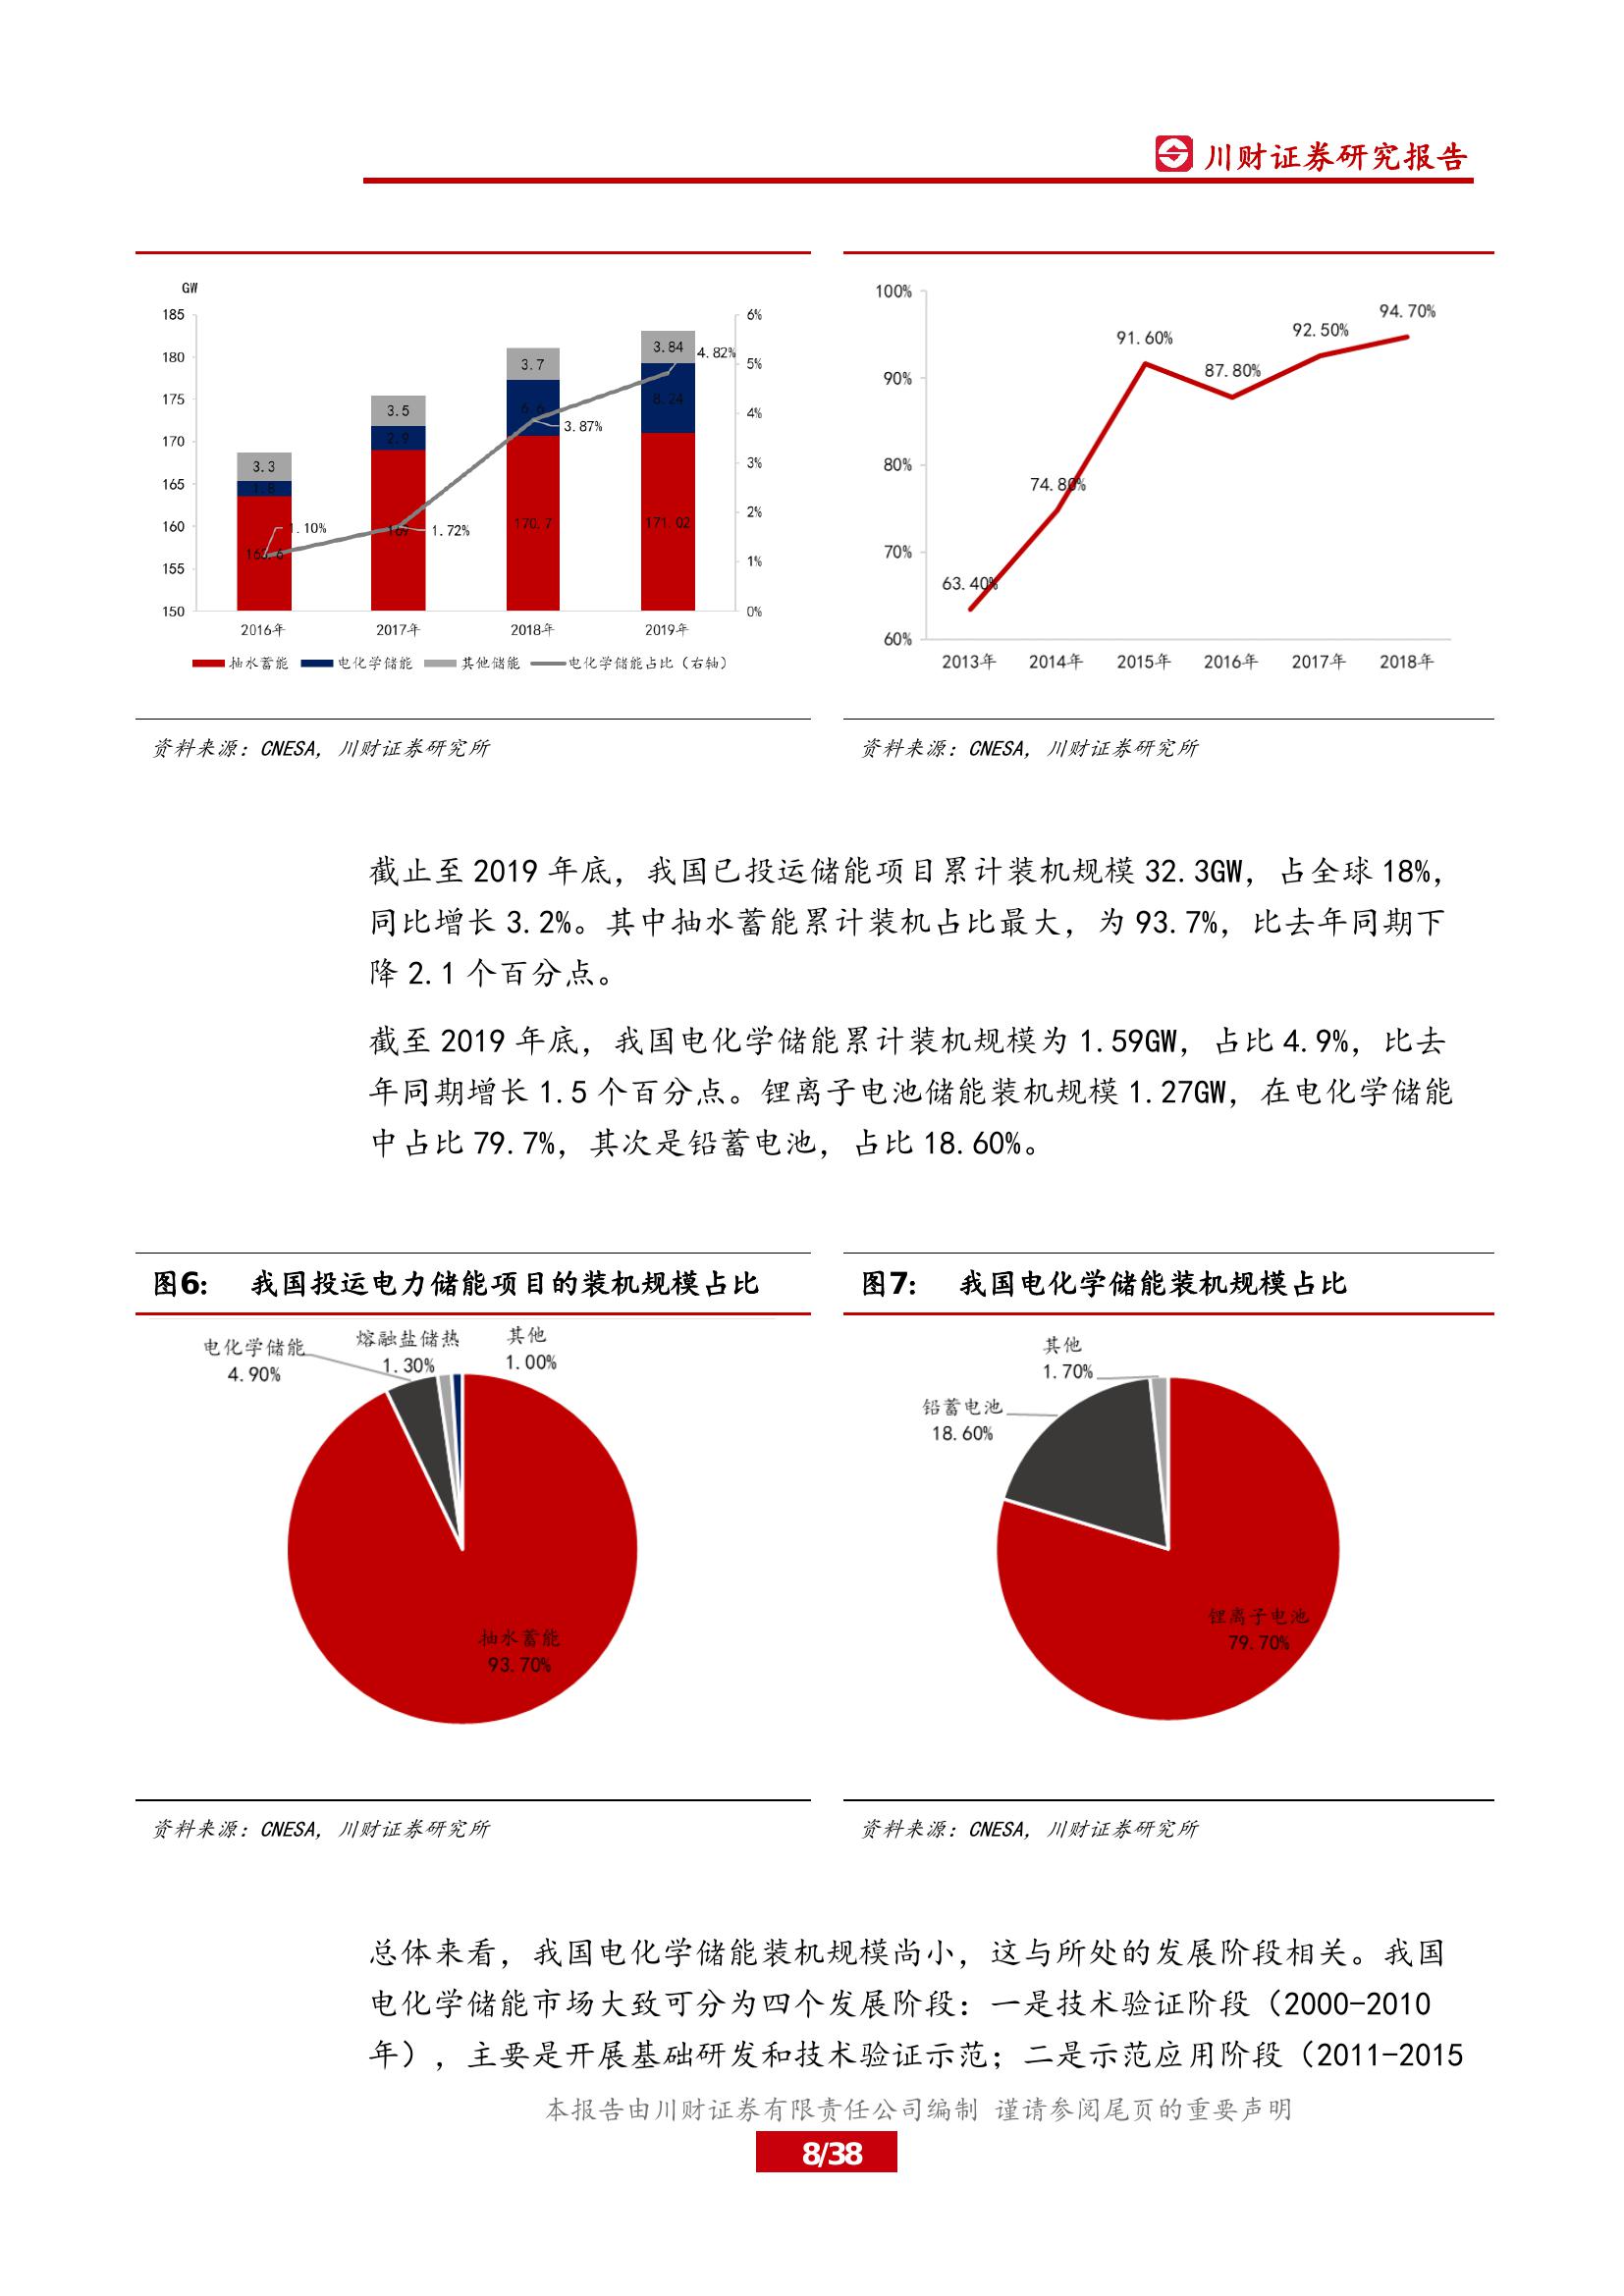 川财证券研究报告
GW
185
180
175
170
165
160
155
150
6%
5%
4%
3%
2%
1%
0%
3.3
1.8
163.6
1.10%
3.5
2.9
169
1.72%
3.7
6.6
170.7
3.87%
3.84
8.24
171.02
4.82%
2016年 2017年 2018年 2019年
抽水蓄能 电化学储能 其他储能 电化学储能占比（右轴）
100%
90%
80%
70%
60%
63.40%
74.80%
91.60%
87.80%
92.50%
94.70%
2013年 2014年 2015年 2016年 2017年 2018年
资料来源：CNESA，川财证券研究所
资料来源：CNESA，川财证券研究所
截止至 2019 年底，我国已投运储能项目累计装机规模 32.3GW，占全球 18%，
同比增长 3.2%。其中抽水蓄能累计装机占比最大，为 93.7%，比去年同期下
降 2.1 个百分点。
截至 2019 年底，我国电化学储能累计装机规模为 1.59GW，占比 4.9%，比去
年同期增长 1.5 个百分点。锂离子电池储能装机规模 1.27GW，在电化学储能
中占比 79.7%，其次是铅蓄电池，占比 18.60%。
图6： 我国投运电力储能项目的装机规模占比
电化学储能
4.90%
熔融盐储热
1.30%
其他
1.00%
抽水蓄能
93.70%
图7： 我国电化学储能装机规模占比
其他
1.70%
铅蓄电池
18.60%
锂离子电池
79.70%
资料来源：CNESA，川财证券研究所
资料来源：CNESA，川财证券研究所
总体来看，我国电化学储能装机规模尚小，这与所处的发展阶段相关。我国
电化学储能市场大致可分为四个发展阶段：一是技术验证阶段（2000-2010
年），主要是开展基础研发和技术验证示范；二是示范应用阶段（2011-2015
本报告由川财证券有限责任公司编制 谨请参阅尾页的重要声明
8/38